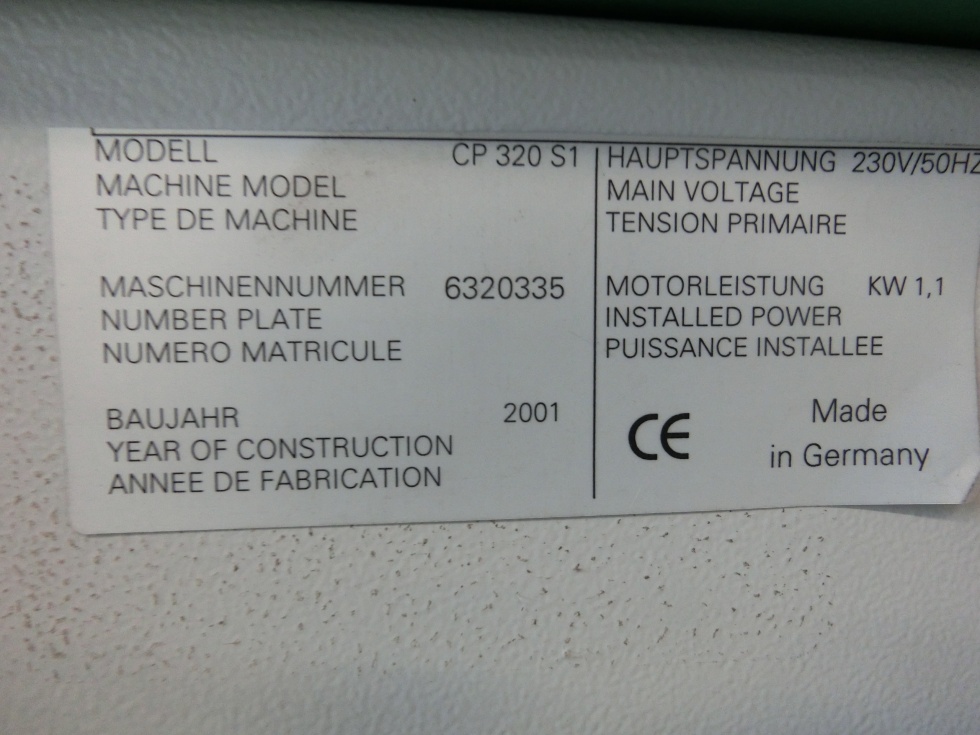 MODELL CP 320 S1
MACHINE MODEL
TYPE DE MACHINE
MASCHINENNUMMER 6320335
NUMBER PLATE
NUMERO MATRICULE
BAUJAHR 2001
YEAR OF CONSTRUCTION
ANNEE DE FABRICATION
HAUPTSPANNUNG 230V/50HZ
MAIN VOLTAGE
TENSION PRIMAIRE
MOTORLEISTUNG KW 1,1
INSTALLED POWER
PUISSANCE INSTALLEE
CE
Made
in Germany